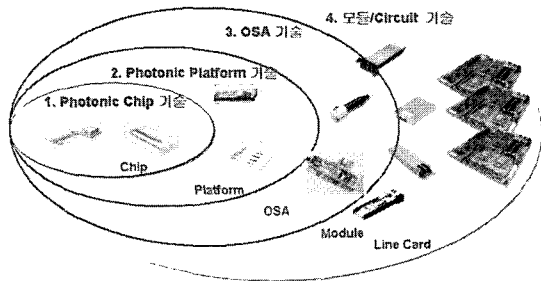 4. 모듈/Circuit 기술
3. OSA 기술
2. Photonic Platform 기술
1. Photonic Chip 기술
Chip
Platform
OSA
Module
Line Card